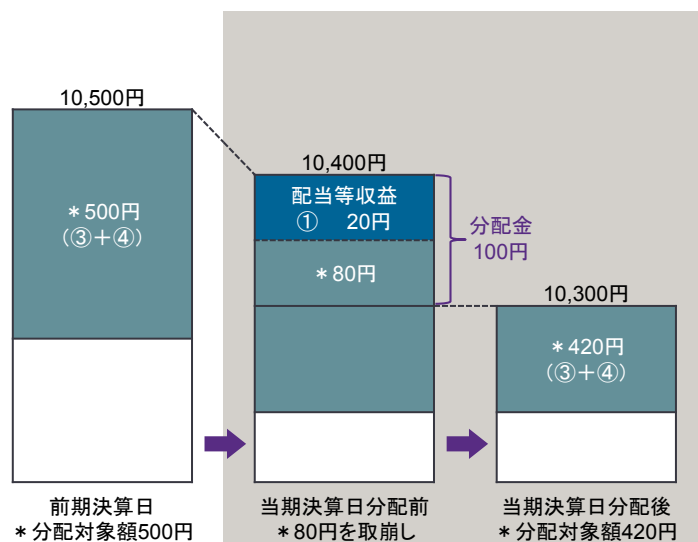 10,500円
＊500円
（③＋④）
前期決算日
＊分配対象額500円
10,400円
配当等収益
① 20円
＊80円
分配金
100円
当期決算日分配前
＊80円を取崩し
10,300円
＊420円
（③＋④）
当期決算日分配後
＊分配対象額420円